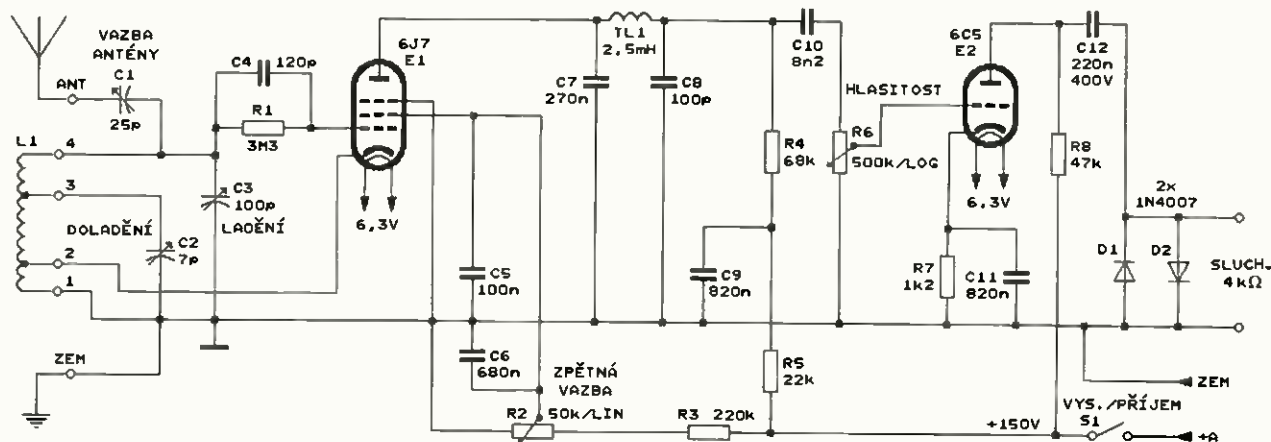 VAZBA
ANTÉNY
C1
25p
ANT
L1
4
3
2
1
DOLADĚNÍ
C2
7p
ZEM
C4
120p
R1
3M3
C3
100p
LADĚNÍ
6J7
E1
6,3V
C5
100n
C6
680n
ZPĚTNÁ
VAZBA
R2
50k/LIN
R3
220k
TL1
2,5mH
C7
270n
C8
100p
C9
820n
R4
68k
R5
22k
C10
8n2
HLASITOST
R6
500k/LOG
6C5
E2
6,3V
R7
1k2
C11
820n
R8
47k
C12
220n
400V
2x
1N4007
D1
D2
SLUCH.
4kΩ
ZEM
VYS./PŘÍJEM
S1
+150V
+A